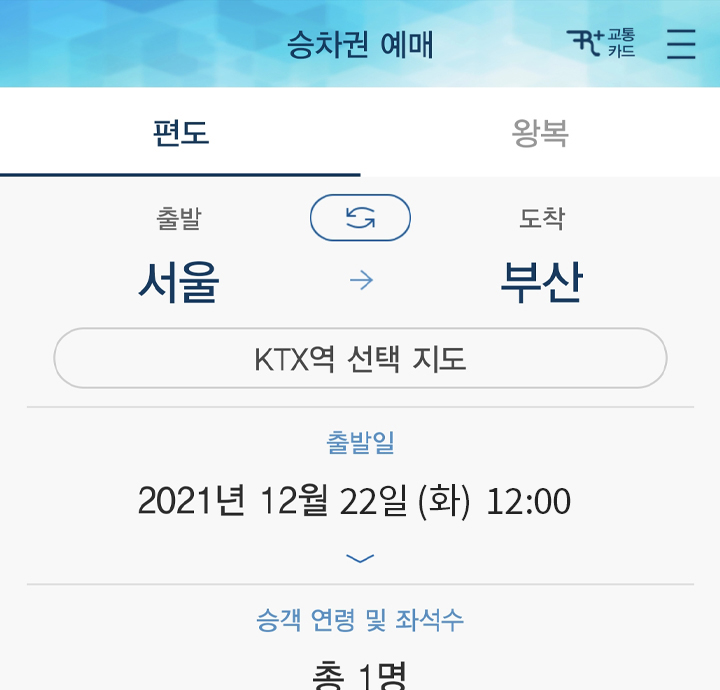 승차권 예매
R+ 교통
카드
편도 왕복
출발 도착
서울 → 부산
KTX역 선택 지도
출발일
2021년 12월 22일 (화) 12:00
승객 연령 및 좌석수
총 1명